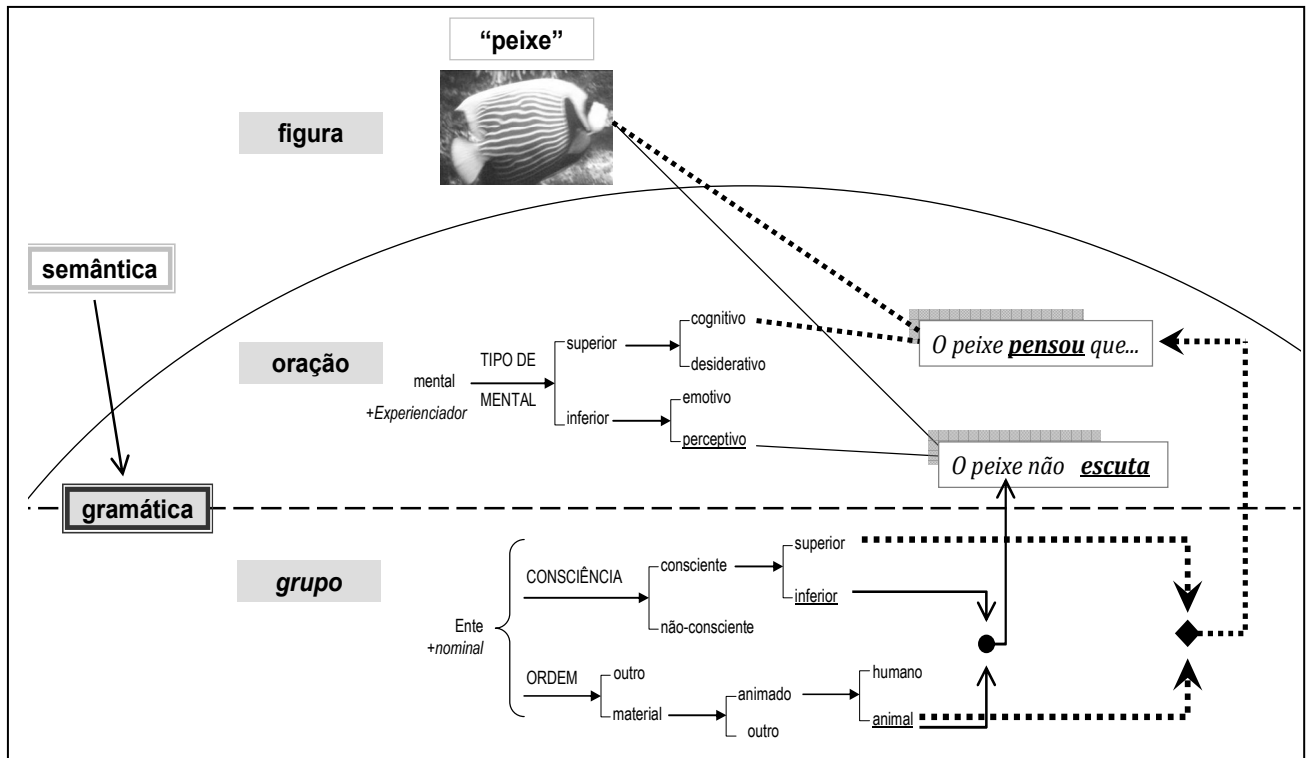 “peixe”
figura
semântica
oração
mental
+Experienciador
TIPO DE
MENTAL
superior
inferior
cognitivo
desiderativo
emotivo
perceptivo
O peixe pensou que...
O peixe não escuta
gramática
grupo
Ente
+nominal
CONSCIÊNCIA
consciente
não-consciente
superior
inferior
ORDEM
outro
material
animado
outro
humano
animal